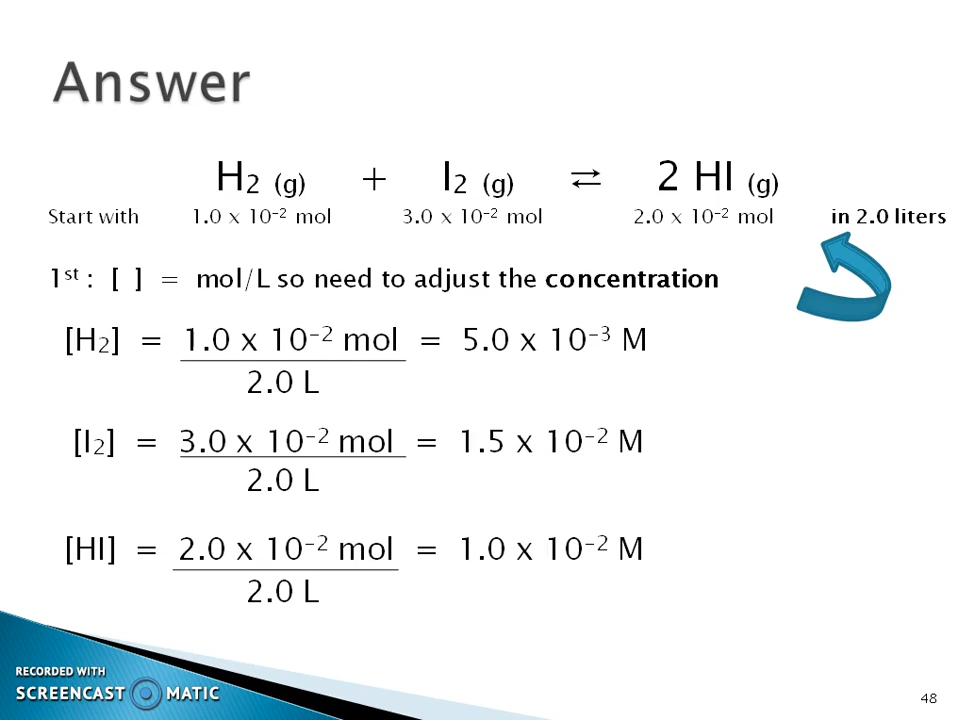 Answer
H₂ (g) + I₂ (g) ⇄ 2 HI (g)
Start with 1.0 x 10⁻² mol 3.0 x 10⁻² mol 2.0 x 10⁻² mol in 2.0 liters
1ˢᵗ : [ ] = mol/L so need to adjust the concentration
[H₂] = 1.0 x 10⁻² mol = 5.0 x 10⁻³ M
2.0 L
[I₂] = 3.0 x 10⁻² mol = 1.5 x 10⁻² M
2.0 L
[HI] = 2.0 x 10⁻² mol = 1.0 x 10⁻² M
2.0 L
RECORDED WITH
SCREENCAST MATIC
48